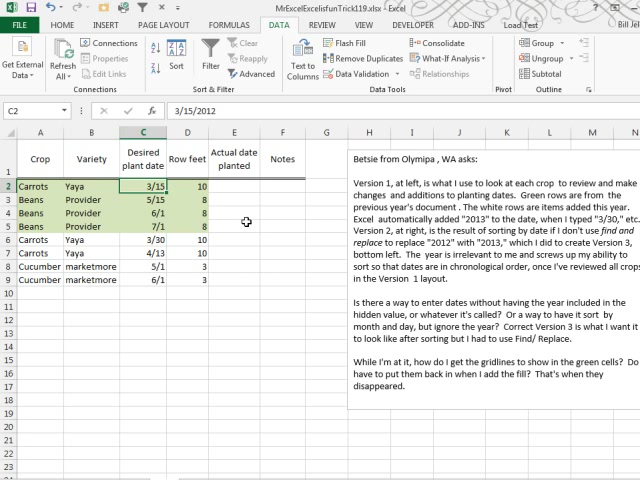 MrExcelExcelisfunTrick119.xlsx - Excel
FILE HOME INSERT PAGE LAYOUT FORMULAS DATA REVIEW VIEW DEVELOPER ADD-INS Load Test Bill Jel
Get External Data
Refresh All
Connections
Properties
Edit Links
Connections
Sort
Filter
Clear
Reapply
Advanced
Sort & Filter
Text to Columns
Flash Fill
Remove Duplicates
Data Validation
Consolidate
What-If Analysis
Relationships
Data Tools
Pivot
Group
Ungroup
Subtotal
Outline
C2 fx 3/15/2012
A B C D E F G H I J K L M N
1 Crop Variety Desired plant date Row feet Actual date planted Notes
2 Carrots Yaya 3/15 10
3 Beans Provider 5/15 8
4 Beans Provider 6/1 8
5 Beans Provider 7/1 8
6 Carrots Yaya 3/30 10
7 Carrots Yaya 4/13 10
8 Cucumber marketmore 5/1 3
9 Cucumber marketmore 6/1 3
10
11
12
13
14
15
16
17
18
19
20
21
22
23
Betsie from Olymipa , WA asks:
Version 1, at left, is what I use to look at each crop to review and make
changes and additions to planting dates. Green rows are from the
previous year's document . The white rows are items added this year.
Excel automatically added "2013" to the date, when I typed "3/30," etc.
Version 2, at right, is the result of sorting by date if I don't use find and
replace to replace "2012" with "2013," which I did to create Version 3,
bottom left. The year is irrelevant to me and screws up my ability to
sort so that dates are in chronological order, once I've reviewed all crops
in the Version 1 layout.
Is there a way to enter dates without having the year included in the
hidden value, or whatever it's called? Or a way to have it sort by
month and day, but ignore the year? Correct Version 3 is what I want it
to look like after sorting but I had to use Find/ Replace.
While I'm at it, how do I get the gridlines to show in the green cells? Do
have to put them back in when I add the fill? That's when they
disappeared.